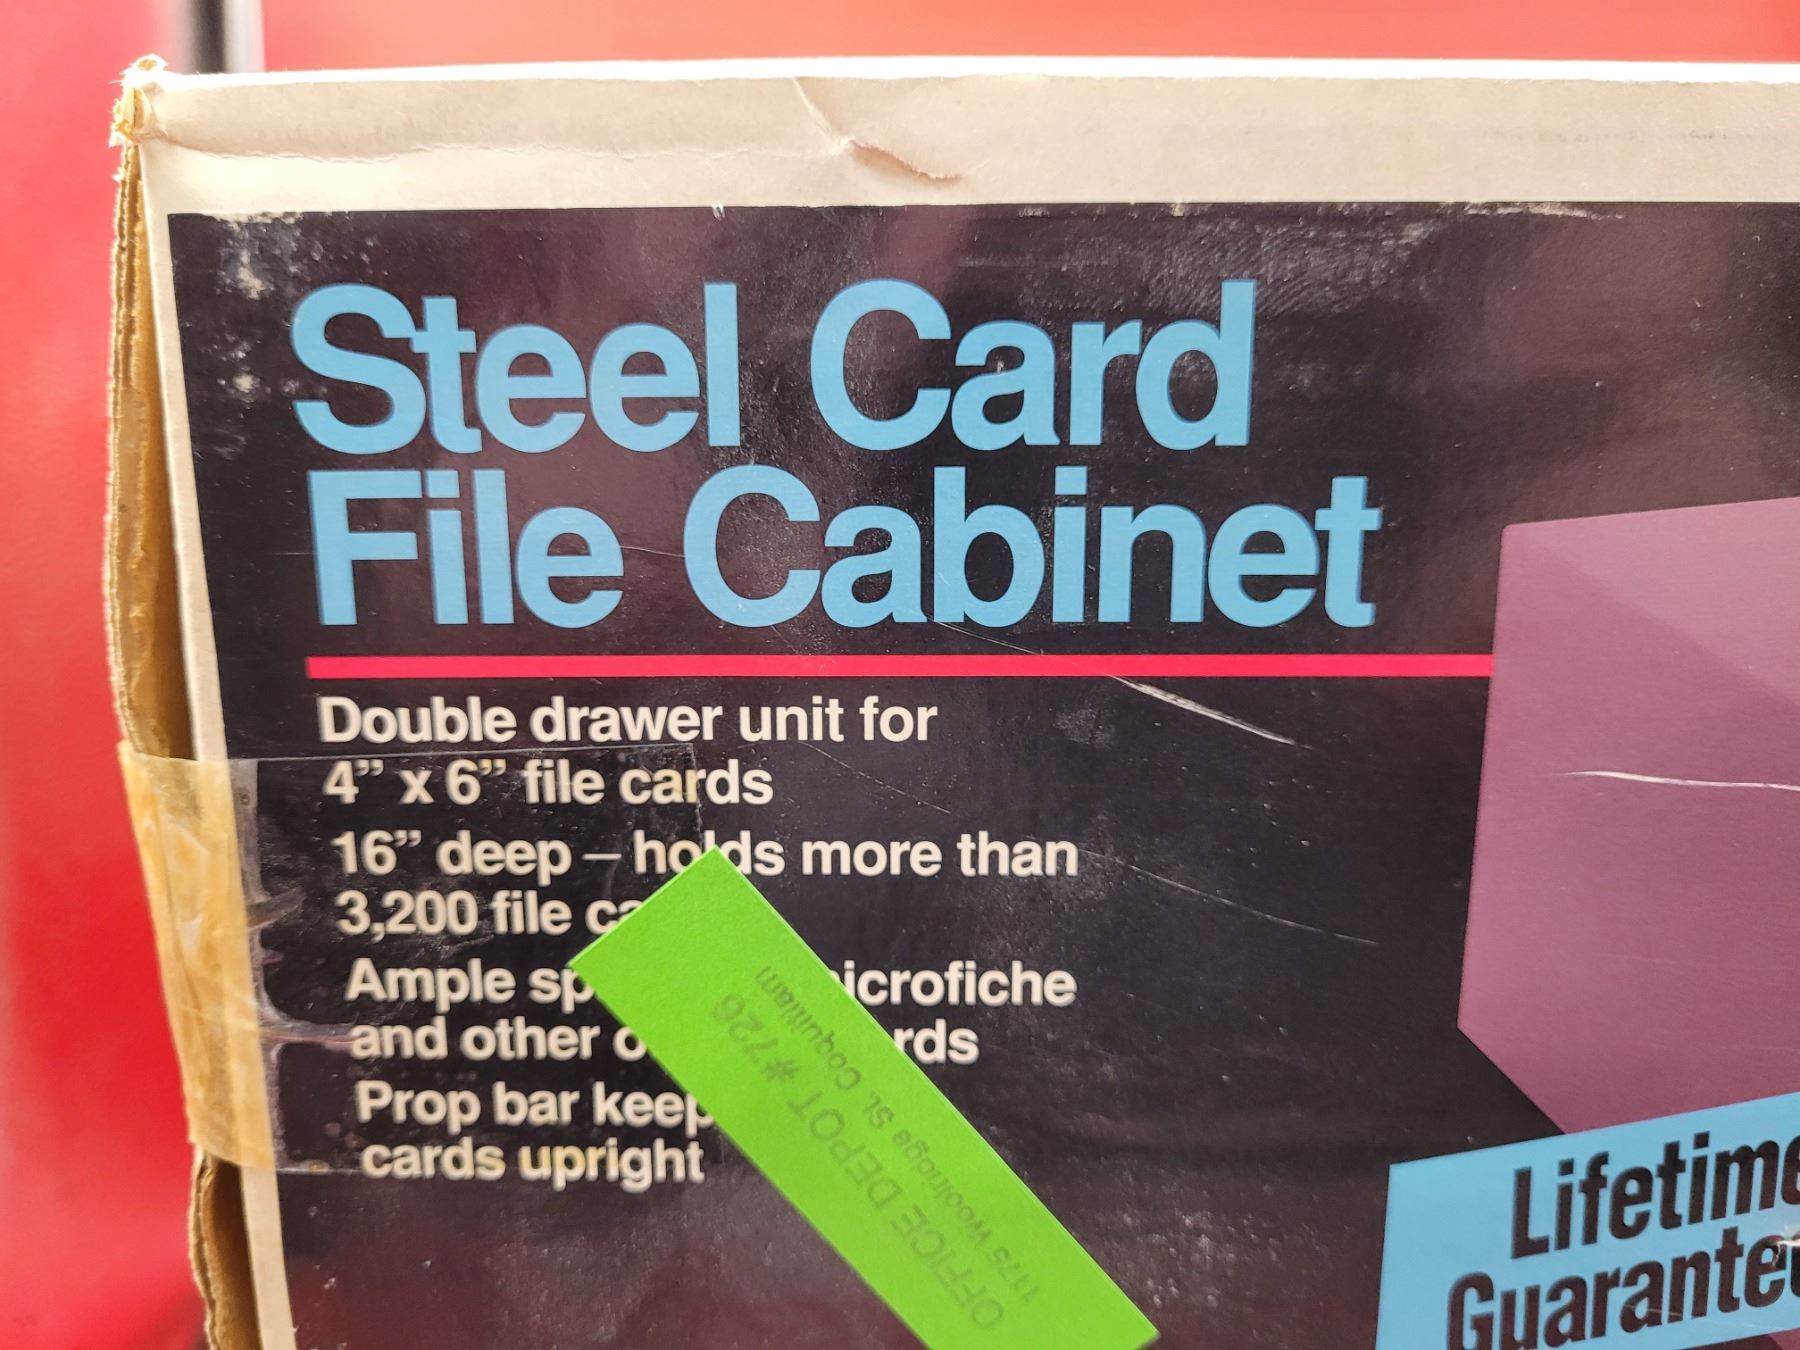 Steel Card
File Cabinet
Double drawer unit for
4” x 6” file cards
16” deep – holds more than
3,200 file ca
Ample sp icrofiche
and other o rds
Prop bar keep
cards upright
OFFICE DEPOT #726
1175 Woolridge St. Coquitlam
Lifetime
Guarantee